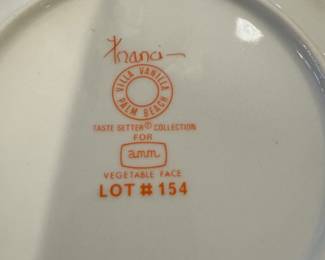 Franci
VILLA VANILLA
PALM BEACH
TASTE SETTER© COLLECTION
FOR
amm
VEGETABLE FACE
LOT # 154